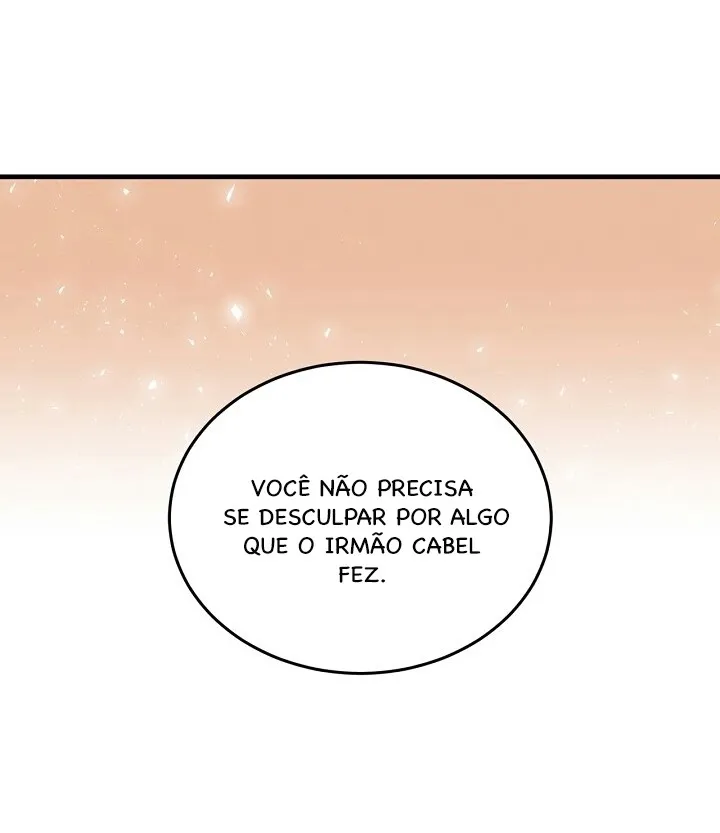 VOCÊ NÃO PRECISA
SE DESCULPAR POR ALGO
QUE O IRMÃO CABEL
FEZ.